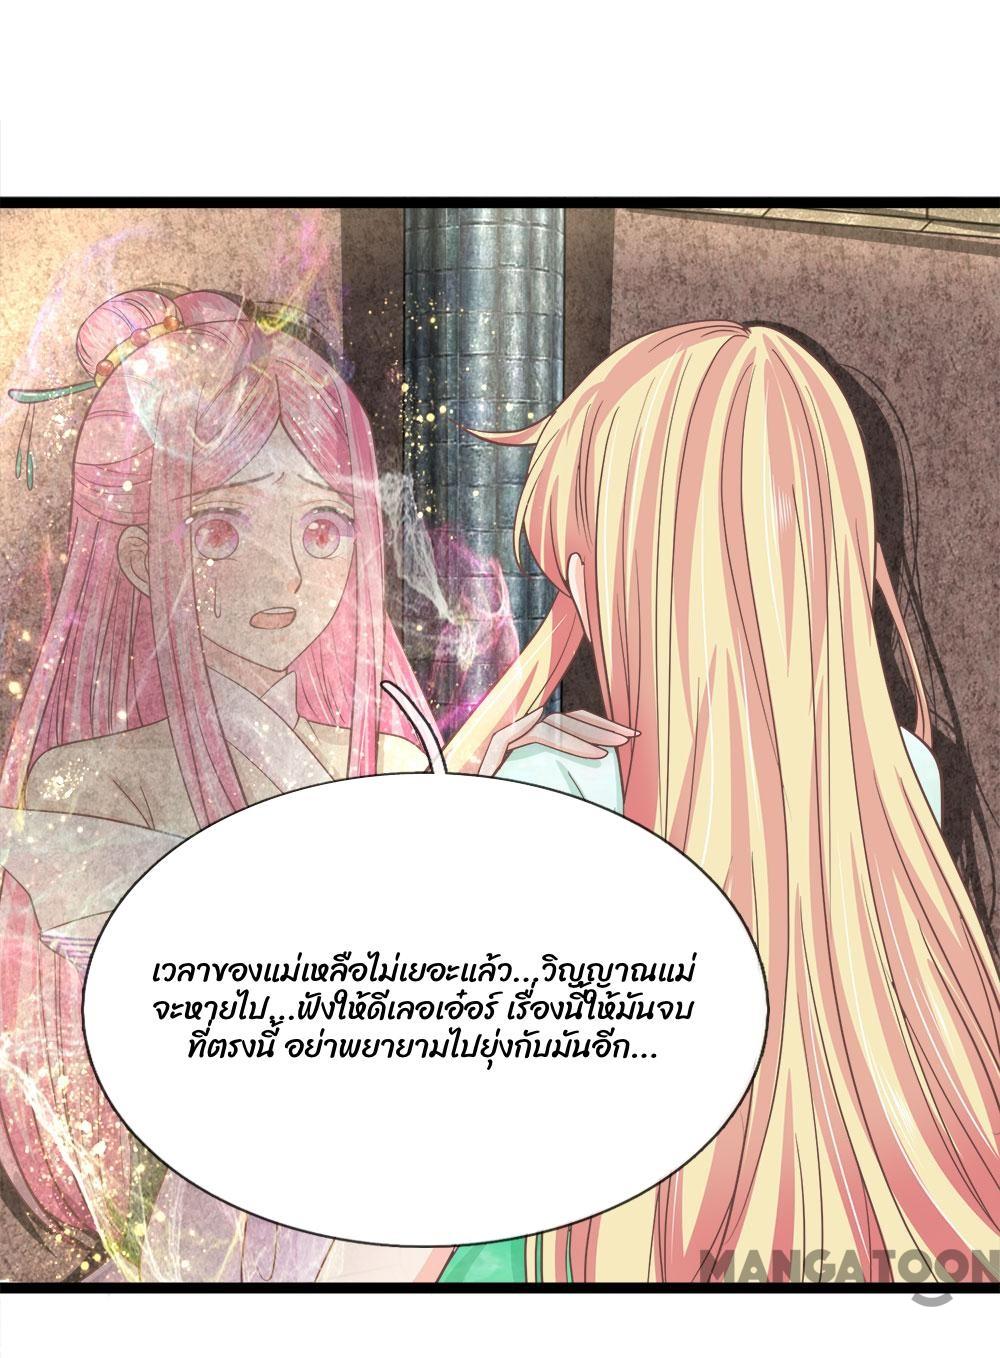 เวลาของแม่เหลือไม่เยอะแล้ว...วิญญาณแม่
จะหายไป...ฟังให้ดีเลอเอ๋อร์ เรื่องนี้ให้มันจบ
ที่ตรงนี้ อย่าพยายามไปยุ่งกับมันอีก...
MANGATOON